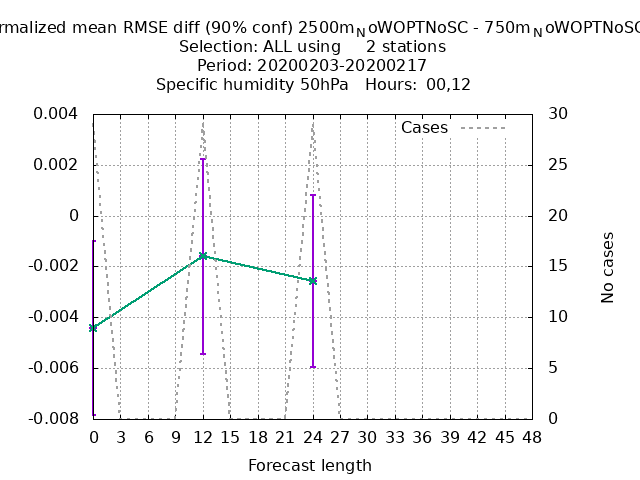 rmalized mean RMSE diff (90% conf) 2500mNoWOPTNoSC - 750mNoWOPTNoSC
Selection: ALL using 2 stations
Period: 20200203-20200217
Specific humidity 50hPa Hours: 00,12
Cases
0.004
0.002
0
-0.002
-0.004
-0.006
-0.008
30
25
20
15
10
5
0
No cases
0 3 6 9 12 15 18 21 24 27 30 33 36 39 42 45 48
Forecast length